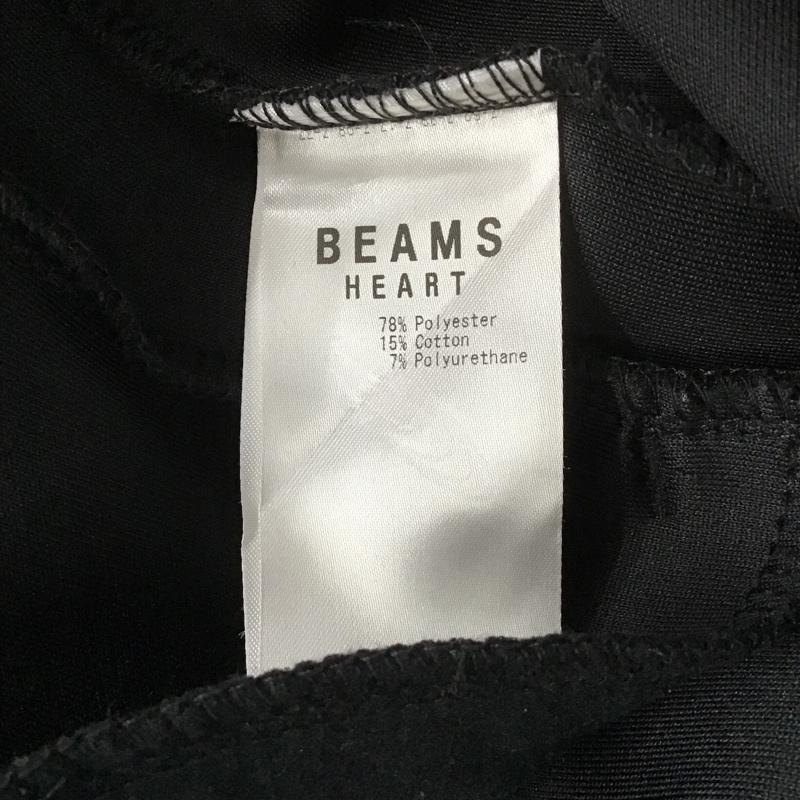 BEAMS
HEART
78% Polyester
15% Cotton
7% Polyurethane